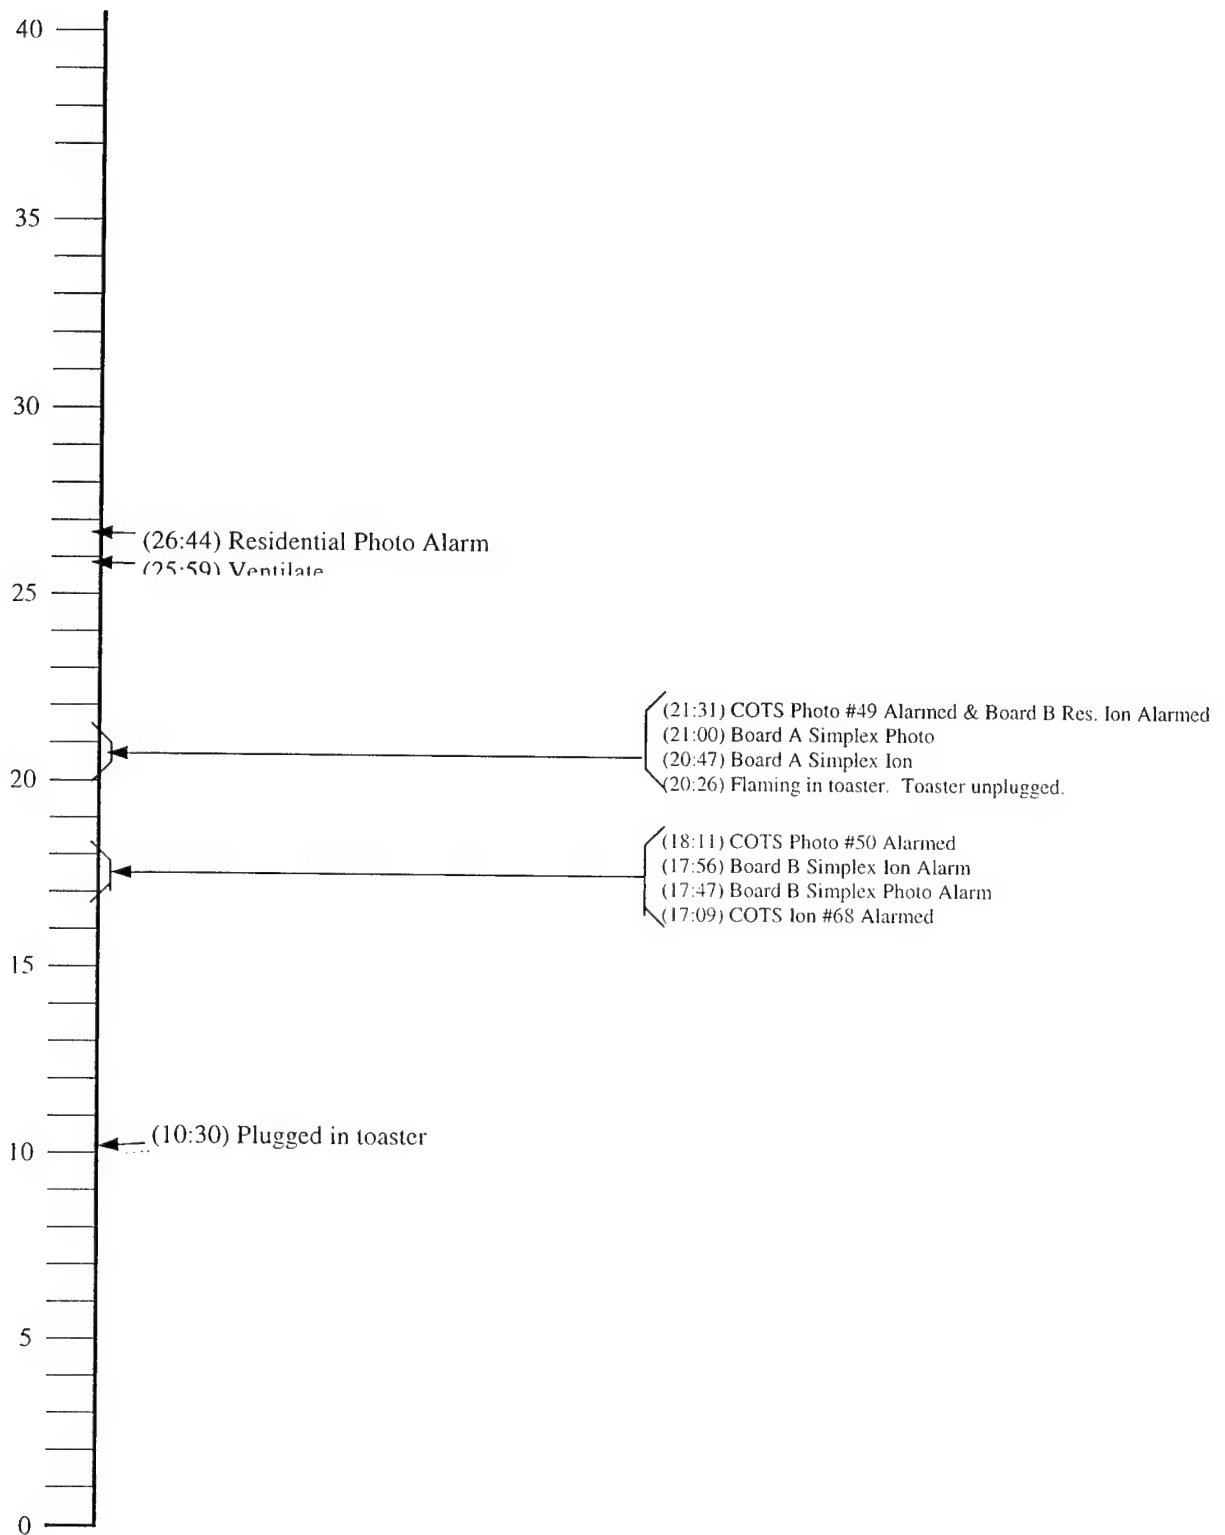 40
35
30
(26:44) Residential Photo Alarm
(25:59) Ventilate
25
(21:31) COTS Photo #49 Alarmed & Board B Res. Ion Alarmed
(21:00) Board A Simplex Photo
(20:47) Board A Simplex Ion
(20:26) Flaming in toaster. Toaster unplugged.
20
(18:11) COTS Photo #50 Alarmed
(17:56) Board B Simplex Ion Alarm
(17:47) Board B Simplex Photo Alarm
(17:09) COTS Ion #68 Alarmed
15
(10:30) Plugged in toaster
10
5
0